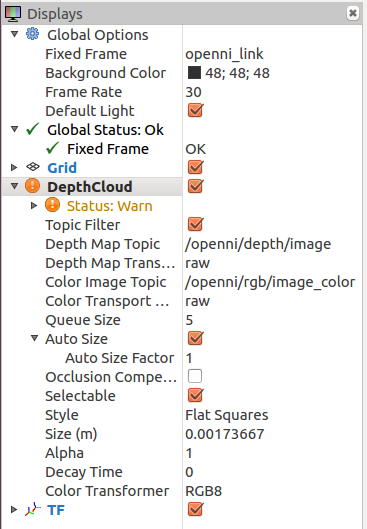 Displays
Global Options
Fixed Frame openni_link
Background Color 48; 48; 48
Frame Rate 30
Default Light
Global Status: Ok
Fixed Frame OK
Grid
DepthCloud
Status: Warn
Topic Filter
Depth Map Topic /openni/depth/image
Depth Map Trans... raw
Color Image Topic /openni/rgb/image_color
Color Transport ... raw
Queue Size 5
Auto Size
Auto Size Factor 1
Occlusion Compe...
Selectable
Style Flat Squares
Size (m) 0.00173667
Alpha 1
Decay Time 0
Color Transformer RGB8
TF